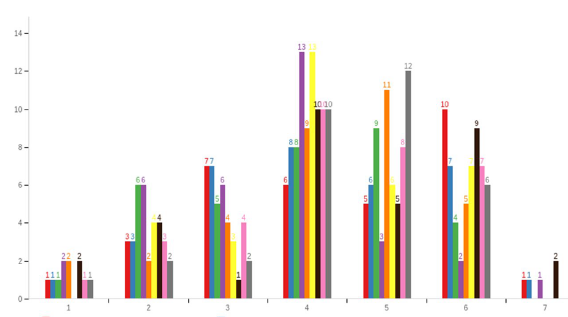 14
13 13
12
12
11
10 10 10 10
10
9 9 9
8 8 8
8
7 7 7 7 7
6 6 6 6 6 6 6
6
5 5 5 5
4 4 4 4 4
4
3 3 3 3 3
2 2 2 2 2 2 2 2
2
1 1 1 1 1 1 1 1 1
0
1 2 3 4 5 6 7